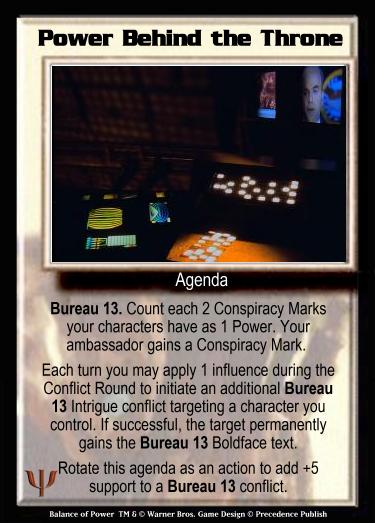 Power Behind the Throne
Agenda
Bureau 13. Count each 2 Conspiracy Marks
your characters have as 1 Power. Your
ambassador gains a Conspiracy Mark.
Each turn you may apply 1 influence during the
Conflict Round to initiate an additional Bureau
13 Intrigue conflict targeting a character you
control. If successful, the target permanently
gains the Bureau 13 Boldface text.
Rotate this agenda as an action to add +5
support to a Bureau 13 conflict.
Balance of Power TM & © Warner Bros. Game Design © Precedence Publish